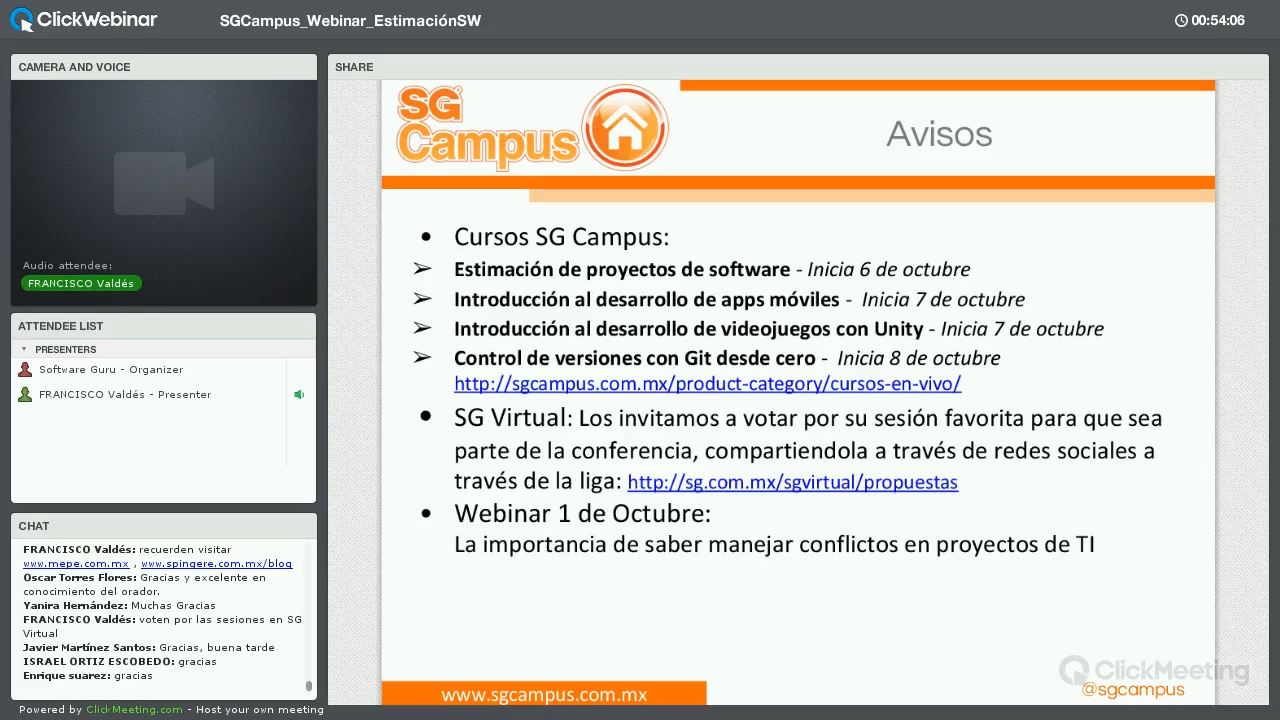 ClickWebinar
SGCampus_Webinar_EstimaciónSW
00:54:06
CAMERA AND VOICE
Audio attendee:
FRANCISCO Valdés
ATTENDEE LIST
PRESENTERS
Software Guru - Organizer
FRANCISCO Valdés - Presenter
CHAT
FRANCISCO Valdés: recuerden visitar
www.mepe.com.mx , www.spingere.com.mx/blog
Oscar Torres Flores: Gracias y excelente en
conocimiento del orador.
Yanira Hernández: Muchas Gracias
FRANCISCO Valdés: voten por las sesiones en SG
Virtual
Javier Martínez Santos: Gracias, buena tarde
ISRAEL ORTIZ ESCOBEDO: gracias
Enrique suarez: gracias
Powered by ClickMeeting.com - Host your own meeting
SHARE
SG
Campus
Avisos
• Cursos SG Campus:
➢ Estimación de proyectos de software - Inicia 6 de octubre
➢ Introducción al desarrollo de apps móviles - Inicia 7 de octubre
➢ Introducción al desarrollo de videojuegos con Unity - Inicia 7 de octubre
➢ Control de versiones con Git desde cero - Inicia 8 de octubre
http://sgcampus.com.mx/product-category/cursos-en-vivo/
• SG Virtual: Los invitamos a votar por su sesión favorita para que sea
parte de la conferencia, compartiendola a través de redes sociales a
través de la liga: http://sg.com.mx/sgvirtual/propuestas
• Webinar 1 de Octubre:
La importancia de saber manejar conflictos en proyectos de TI
www.sgcampus.com.mx
ClickMeeting
@sgcampus